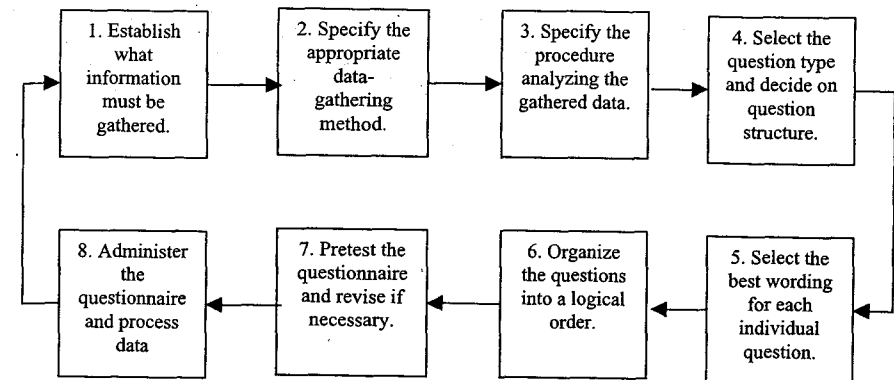 1. Establish
what
information
must be
gathered.
2. Specify the
appropriate
data-
gathering
method.
3. Specify the
procedure
analyzing the
gathered data.
4. Select the
question type
and decide on
question
structure.
5. Select the
best wording
for each
individual
question.
6. Organize
the questions
into a logical
order.
7. Pretest the
questionnaire
and revise if
necessary.
8. Administer
the
questionnaire
and process
data